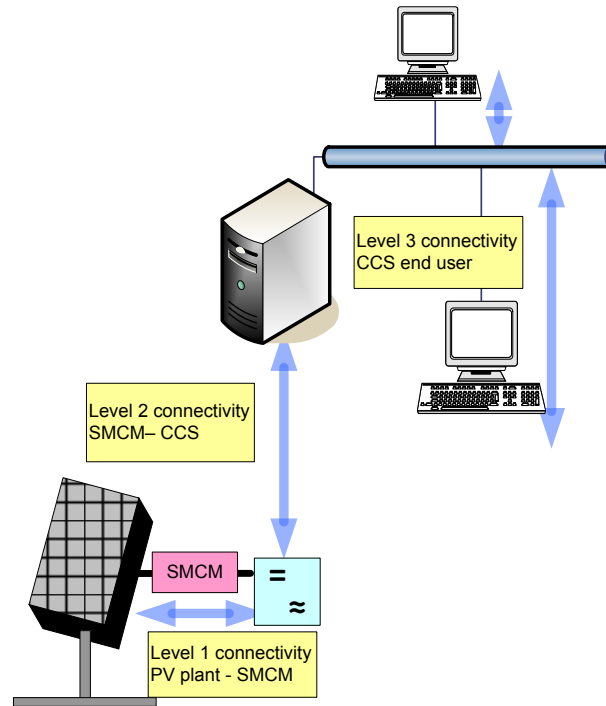 Level 3 connectivity
CCS end user
Level 2 connectivity
SMCM– CCS
SMCM
=
≈
Level 1 connectivity
PV plant - SMCM